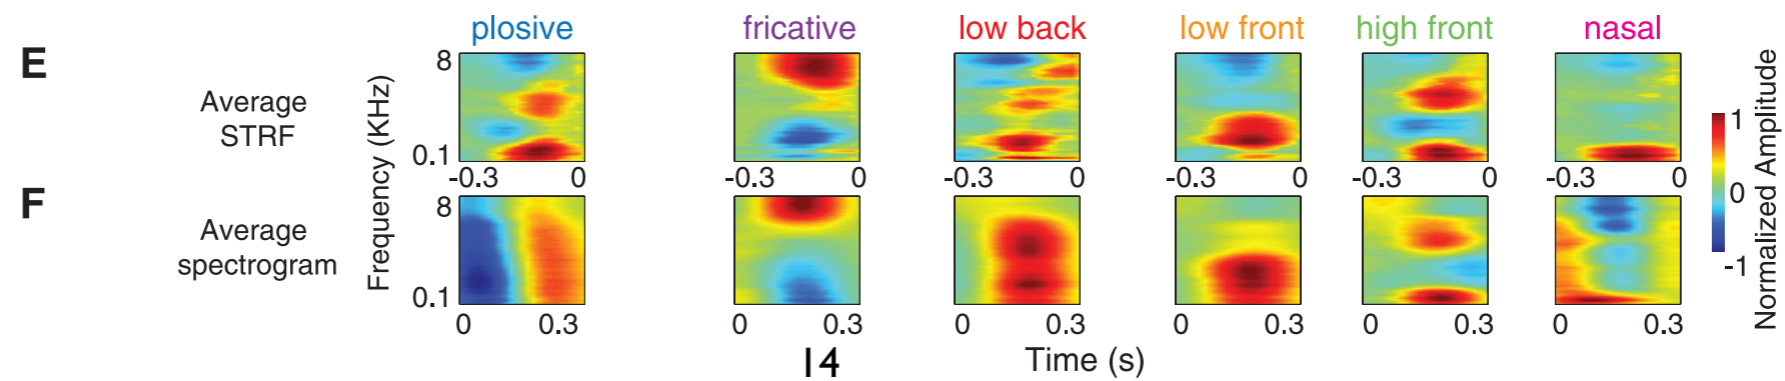 plosive fricative low back low front high front nasal
E
Average
STRF
8
0.1
-0.3 0 -0.3 0 -0.3 0 -0.3 0 -0.3 0 -0.3 0
F
Average
spectrogram
8
0.1
0 0.3 0 0.3 0 0.3 0 0.3 0 0.3 0 0.3
Frequency (KHz)
14
Time (s)
1
0
-1
Normalized Amplitude